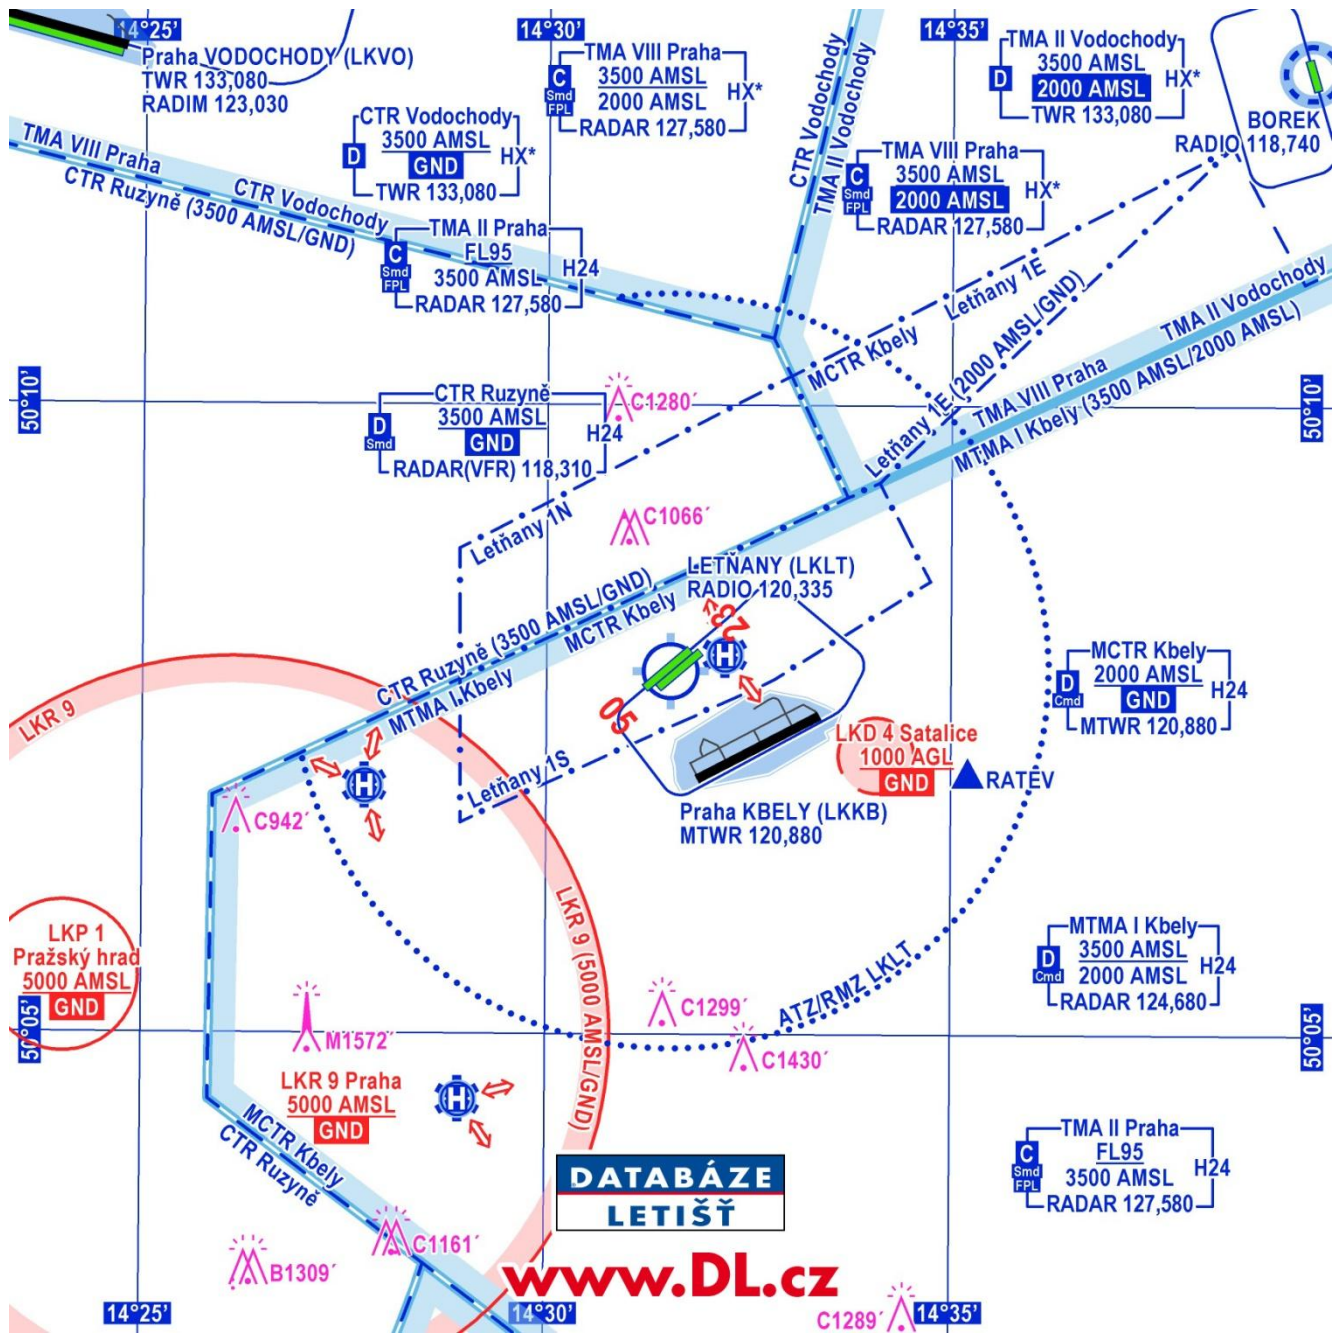 14°25'
14°30'
14°35'
Praha VODOCHODY (LKVO)
TWR 133,080
RADIM 123,030
TMA VIII Praha
3500 AMSL
2000 AMSL
RADAR 127,580
C
Smd
FPL
HX*
TMA II Vodochody
3500 AMSL
2000 AMSL
TWR 133,080
D
HX*
BOREK
RADIO 118,740
CTR Vodochody
3500 AMSL
GND
TWR 133,080
D
HX*
CTR Vodochody
TMA II Vodochody
TMA VIII Praha
3500 AMSL
2000 AMSL
RADAR 127,580
C
Smd
FPL
HX*
TMA VIII Praha
CTR Vodochody
CTR Ruzyně (3500 AMSL/GND)
TMA II Praha
FL95
3500 AMSL
RADAR 127,580
C
Smd
FPL
H24
Letňany 1E
MCTR Kbely
Letňany 1E (2000 AMSL/GND)
TMA II Vodochody
TMA VIII Praha
MTMA I Kbely (3500 AMSL/2000 AMSL)
50°10'
50°10'
CTR Ruzyně
3500 AMSL
GND
RADAR(VFR) 118,310
D
Smd
H24
C1280´
C1066´
Letňany 1N
LETŇANY (LKLT)
RADIO 120,335
CTR Ruzyně (3500 AMSL/GND)
MCTR Kbely
MTMA I Kbely
23
05
H
H
LKR 9
Letňany 1S
MCTR Kbely
2000 AMSL
GND
MTWR 120,880
D
Cmd
H24
LKD 4 Satalice
1000 AGL
GND
RATEV
Praha KBELY (LKKB)
MTWR 120,880
C942´
LKR 9 (5000 AMSL/GND)
LKP 1
Pražský hrad
5000 AMSL
GND
MTMA I Kbely
3500 AMSL
2000 AMSL
RADAR 124,680
D
Cmd
H24
ATZ/RMZ LKLT
C1299´
C1430´
M1572´
50°05'
50°05'
LKR 9 Praha
5000 AMSL
GND
H
MCTR Kbely
CTR Ruzyně
TMA II Praha
FL95
3500 AMSL
RADAR 127,580
C
Smd
FPL
H24
DATABÁZE
LETIŠŤ
www.DL.cz
C1161´
B1309´
C1289´
14°25'
14°30'
14°35'